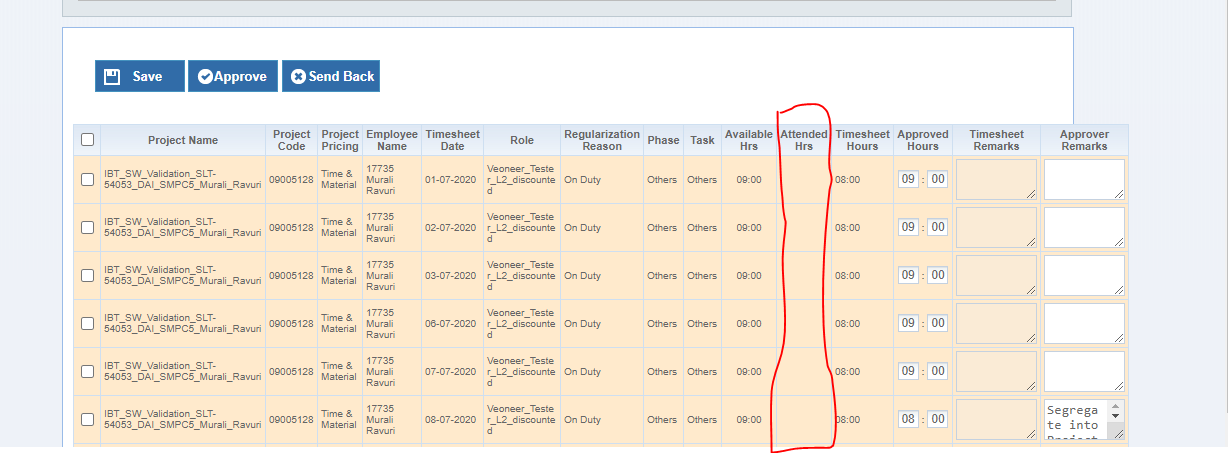 Save Approve Send Back
Project Name Project Code Project Pricing Employee Name Timesheet Date Role Regularization Reason Phase Task Available Hrs Attended Hrs Timesheet Hours Approved Hours Timesheet Remarks Approver Remarks
IBT_SW_Validation_SLT-54053_DAI_SMPC5_Murali_Ravuri 09005128 Time & Material 17735 Murali Ravuri 01-07-2020 Veoneer_Tester_L2_discounted On Duty Others Others 09:00 08:00 09 : 00
IBT_SW_Validation_SLT-54053_DAI_SMPC5_Murali_Ravuri 09005128 Time & Material 17735 Murali Ravuri 02-07-2020 Veoneer_Tester_L2_discounted On Duty Others Others 09:00 08:00 09 : 00
IBT_SW_Validation_SLT-54053_DAI_SMPC5_Murali_Ravuri 09005128 Time & Material 17735 Murali Ravuri 03-07-2020 Veoneer_Tester_L2_discounted On Duty Others Others 09:00 08:00 09 : 00
IBT_SW_Validation_SLT-54053_DAI_SMPC5_Murali_Ravuri 09005128 Time & Material 17735 Murali Ravuri 06-07-2020 Veoneer_Tester_L2_discounted On Duty Others Others 09:00 08:00 09 : 00
IBT_SW_Validation_SLT-54053_DAI_SMPC5_Murali_Ravuri 09005128 Time & Material 17735 Murali Ravuri 07-07-2020 Veoneer_Tester_L2_discounted On Duty Others Others 09:00 08:00 09 : 00
IBT_SW_Validation_SLT-54053_DAI_SMPC5_Murali_Ravuri 09005128 Time & Material 17735 Murali Ravuri 08-07-2020 Veoneer_Tester_L2_discounted On Duty Others Others 09:00 08:00 08 : 00 Segregate into Project